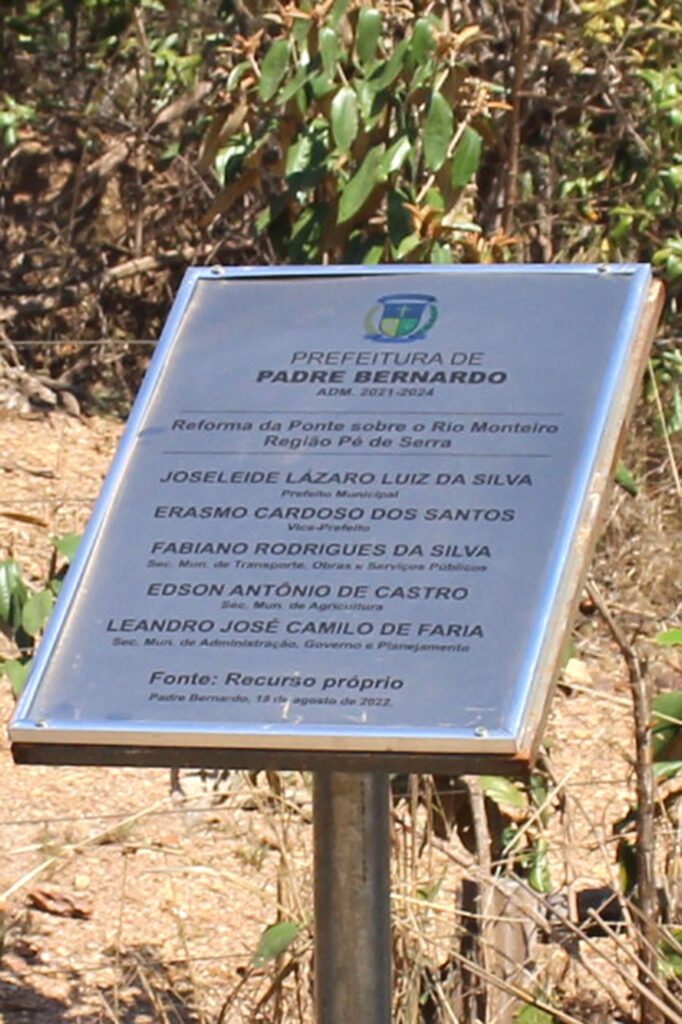 PREFEITURA DE
PADRE BERNARDO
ADM. 2021-2024
Reforma da Ponte sobre o Rio Monteiro
Região Pé de Serra
JOSELEIDE LÁZARO LUIZ DA SILVA
Prefeito Municipal
ERASMO CARDOSO DOS SANTOS
Vice-Prefeito
FABIANO RODRIGUES DA SILVA
Sec. Mun. de Transporte, Obras e Serviços Públicos
EDSON ANTÔNIO DE CASTRO
Sec. Mun. de Agricultura
LEANDRO JOSÉ CAMILO DE FARIA
Sec. Mun. de Administração, Governo e Planejamento
Fonte: Recurso próprio
Padre Bernardo, 18 de agosto de 2022.